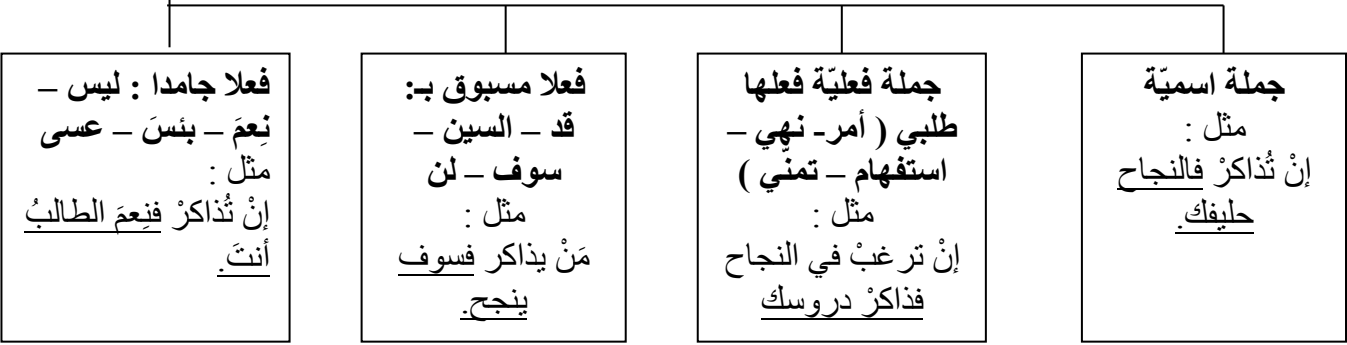 جملة اسميّة
مثل :
إنْ تُذاكرْ فالنجاح
حليفك.
جملة فعليّة فعلها
طلبي ( أمر- نهي –
استفهام – تمنّي )
مثل :
إنْ ترغبْ في النجاح
فذاكرْ دروسك
فعلا مسبوق بـ:
قد – السين –
سوف – لن
مثل :
مَنْ يذاكر فسوف
ينجح.
فعلا جامدا : ليس –
نِعمَ – بئسَ – عسى
مثل :
إنْ تُذاكرْ فنِعمَ الطالبُ
أنتَ.